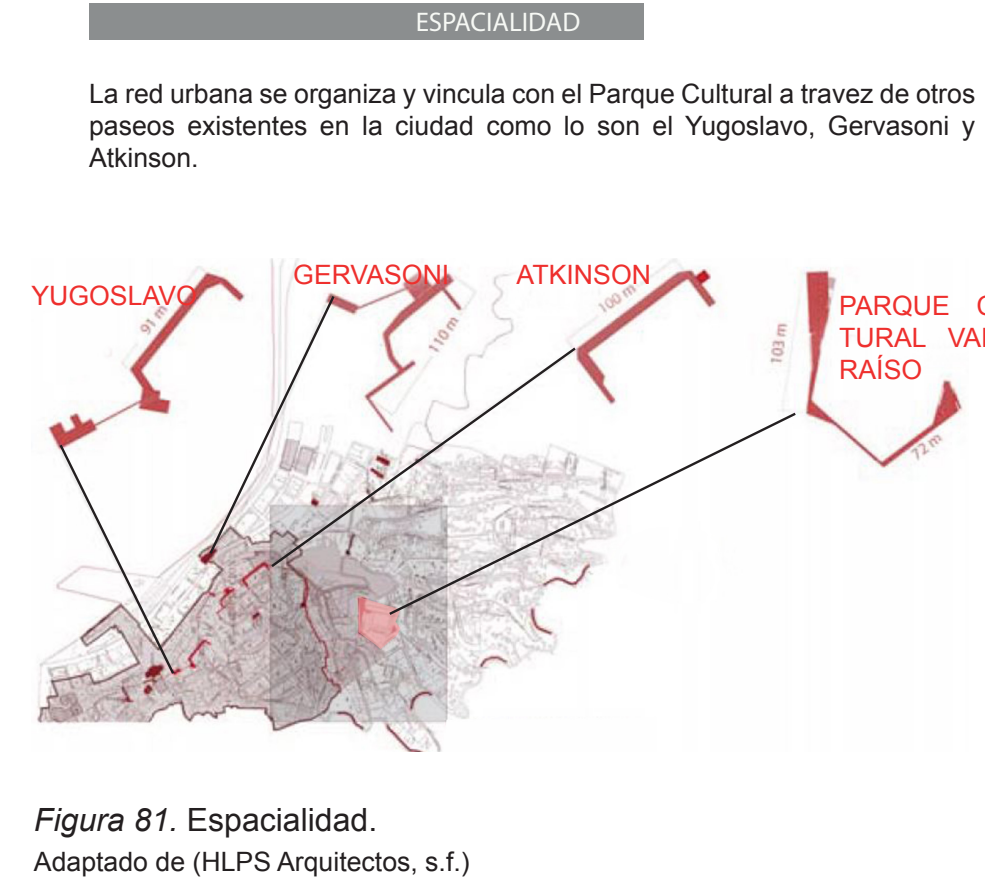 ESPACIALIDAD
La red urbana se organiza y vincula con el Parque Cultural a travez de otros
paseos existentes en la ciudad como lo son el Yugoslavo, Gervasoni y
Atkinson.
YUGOSLAVO
GERVASONI
ATKINSON
91 m
110 m
100 m
103 m
PARQUE C
TURAL VA
RAÍSO
72 m
Figura 81. Espacialidad.
Adaptado de (HLPS Arquitectos, s.f.)